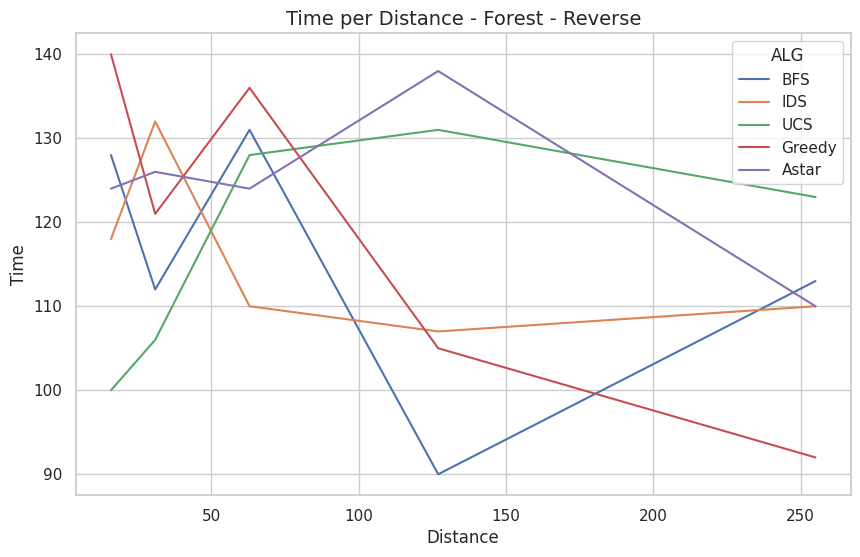 Time per Distance - Forest - Reverse
140
130
120
110
100
90
Time
50
100
150
200
250
Distance
ALG
BFS
IDS
UCS
Greedy
Astar